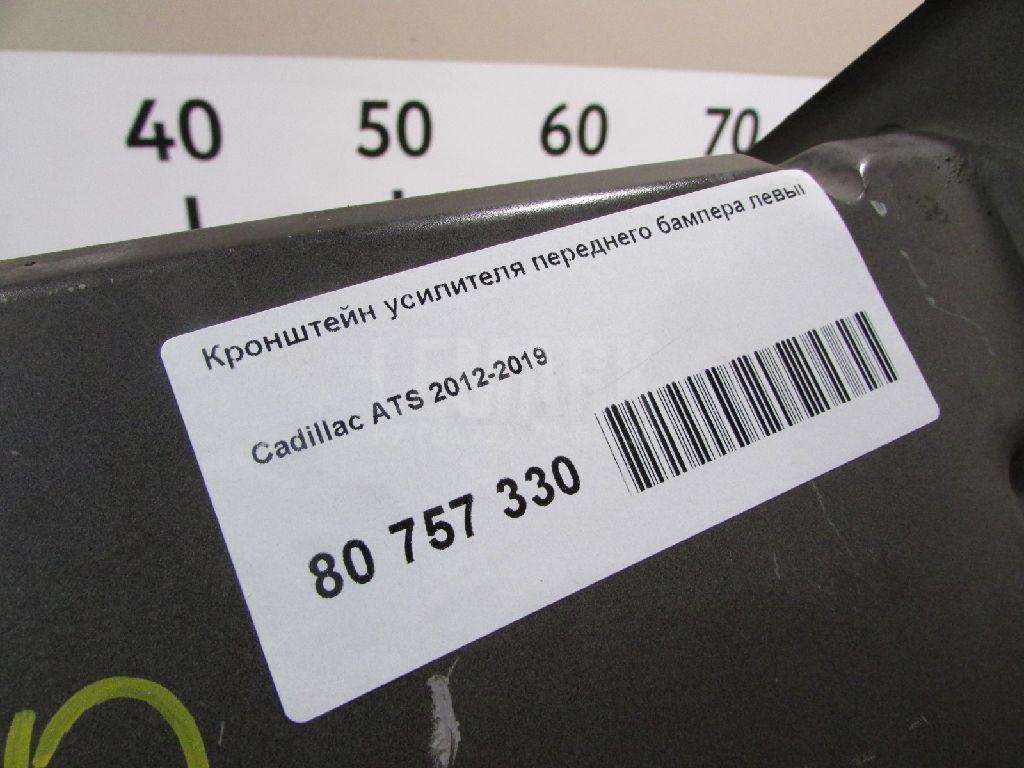 40 50 60 70
Кронштейн усилителя переднего бампера левый
Cadillac ATS 2012-2019
80 757 330